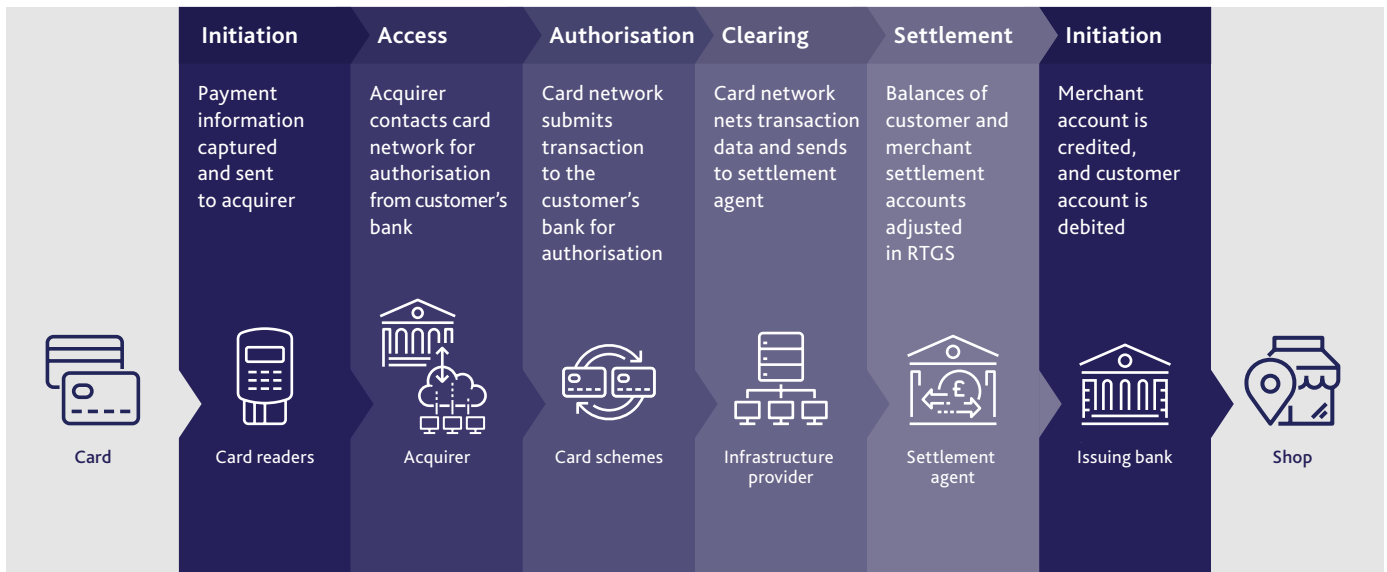 Initiation
Access
Authorisation
Clearing
Settlement
Initiation
Payment
information
captured
and sent
to acquirer
Acquirer
contacts card
network for
authorisation
from customer’s
bank
Card network
submits
transaction
to the
customer’s
bank for
authorisation
Card network
nets transaction
data and sends
to settlement
agent
Balances of
customer and
merchant
settlement
accounts
adjusted
in RTGS
Merchant
account is
credited,
and customer
account is
debited
£
Card
Card readers
Acquirer
Card schemes
Infrastructure
provider
Settlement
agent
Issuing bank
Shop